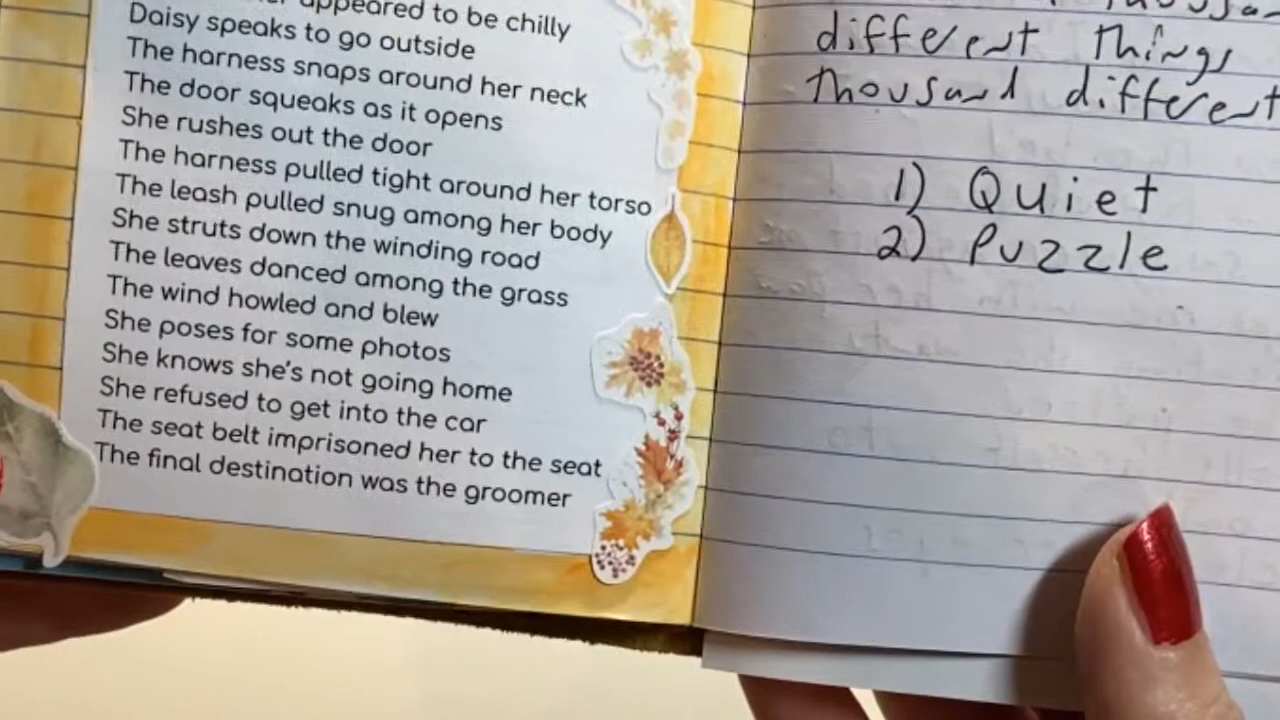 appeared to be chilly
Daisy speaks to go outside
The harness snaps around her neck
The door squeaks as it opens
She rushes out the door
The harness pulled tight around her torso
The leash pulled snug among her body
She struts down the winding road
The leaves danced among the grass
The wind howled and blew
She poses for some photos
She knows she's not going home
She refused to get into the car
The seat belt imprisoned her to the seat
The final destination was the groomer
different things
thousand different
1) Quiet
2) Puzzle